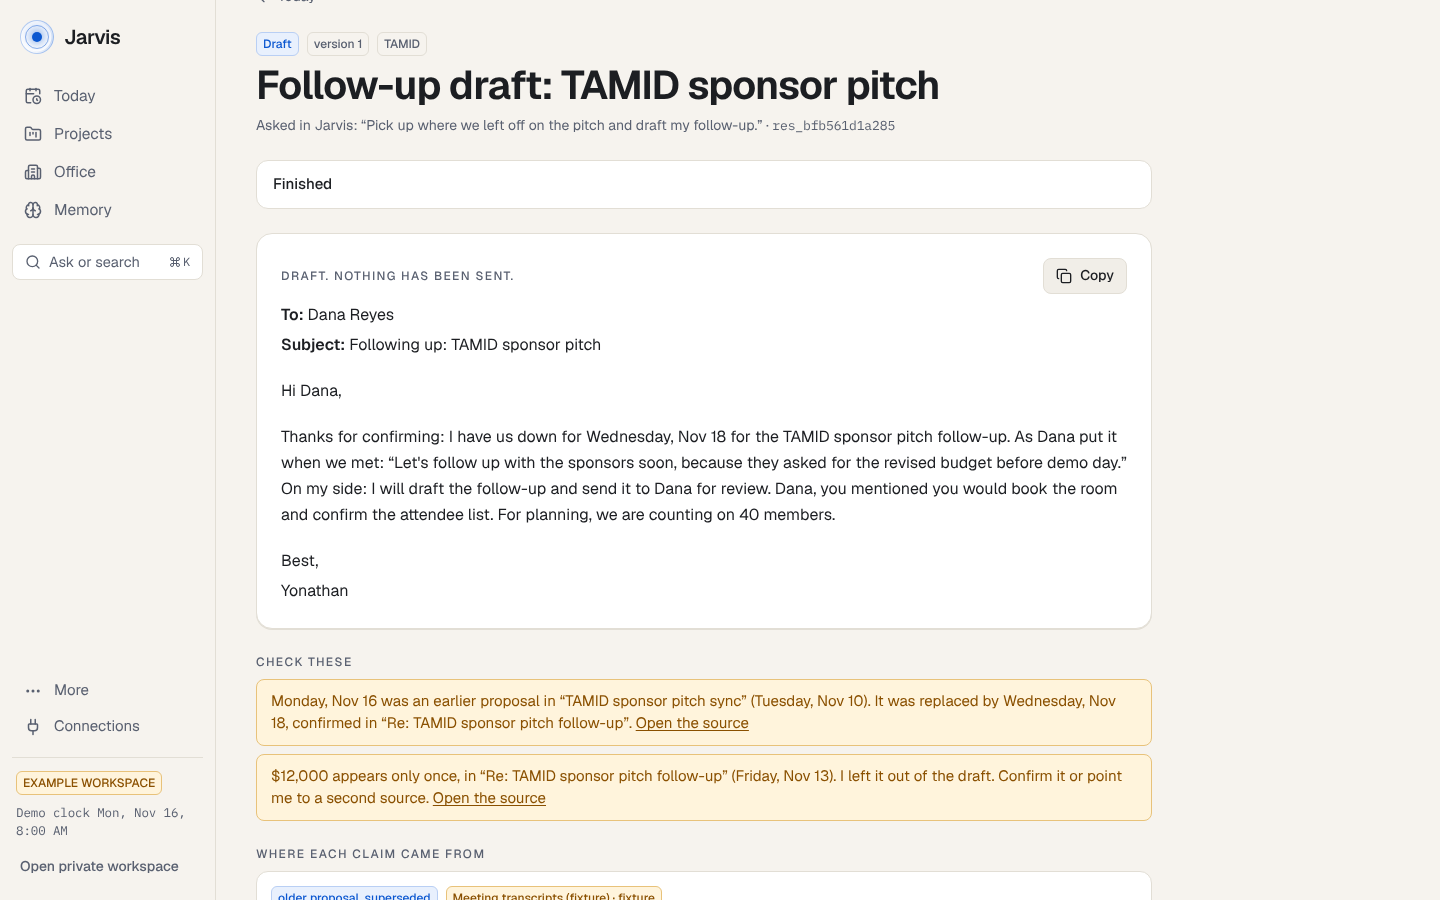 Jarvis
Today
Projects
Office
Memory
Ask or search ⌘ K
More
Connections
EXAMPLE WORKSPACE
Demo clock Mon, Nov 16,
8:00 AM
Open private workspace
Draft version 1 TAMID
Follow-up draft: TAMID sponsor pitch
Asked in Jarvis: “Pick up where we left off on the pitch and draft my follow-up.” · res_bfb561d1a285
Finished
DRAFT. NOTHING HAS BEEN SENT.
Copy
To: Dana Reyes
Subject: Following up: TAMID sponsor pitch
Hi Dana,
Thanks for confirming: I have us down for Wednesday, Nov 18 for the TAMID sponsor pitch follow-up. As Dana put it
when we met: “Let's follow up with the sponsors soon, because they asked for the revised budget before demo day.”
On my side: I will draft the follow-up and send it to Dana for review. Dana, you mentioned you would book the room
and confirm the attendee list. For planning, we are counting on 40 members.
Best,
Yonathan
CHECK THESE
Monday, Nov 16 was an earlier proposal in “TAMID sponsor pitch sync” (Tuesday, Nov 10). It was replaced by Wednesday, Nov
18, confirmed in “Re: TAMID sponsor pitch follow-up”. Open the source
$12,000 appears only once, in “Re: TAMID sponsor pitch follow-up” (Friday, Nov 13). I left it out of the draft. Confirm it or point
me to a second source. Open the source
WHERE EACH CLAIM CAME FROM
older proposal, superseded Meeting transcripts (fixture) · fixture